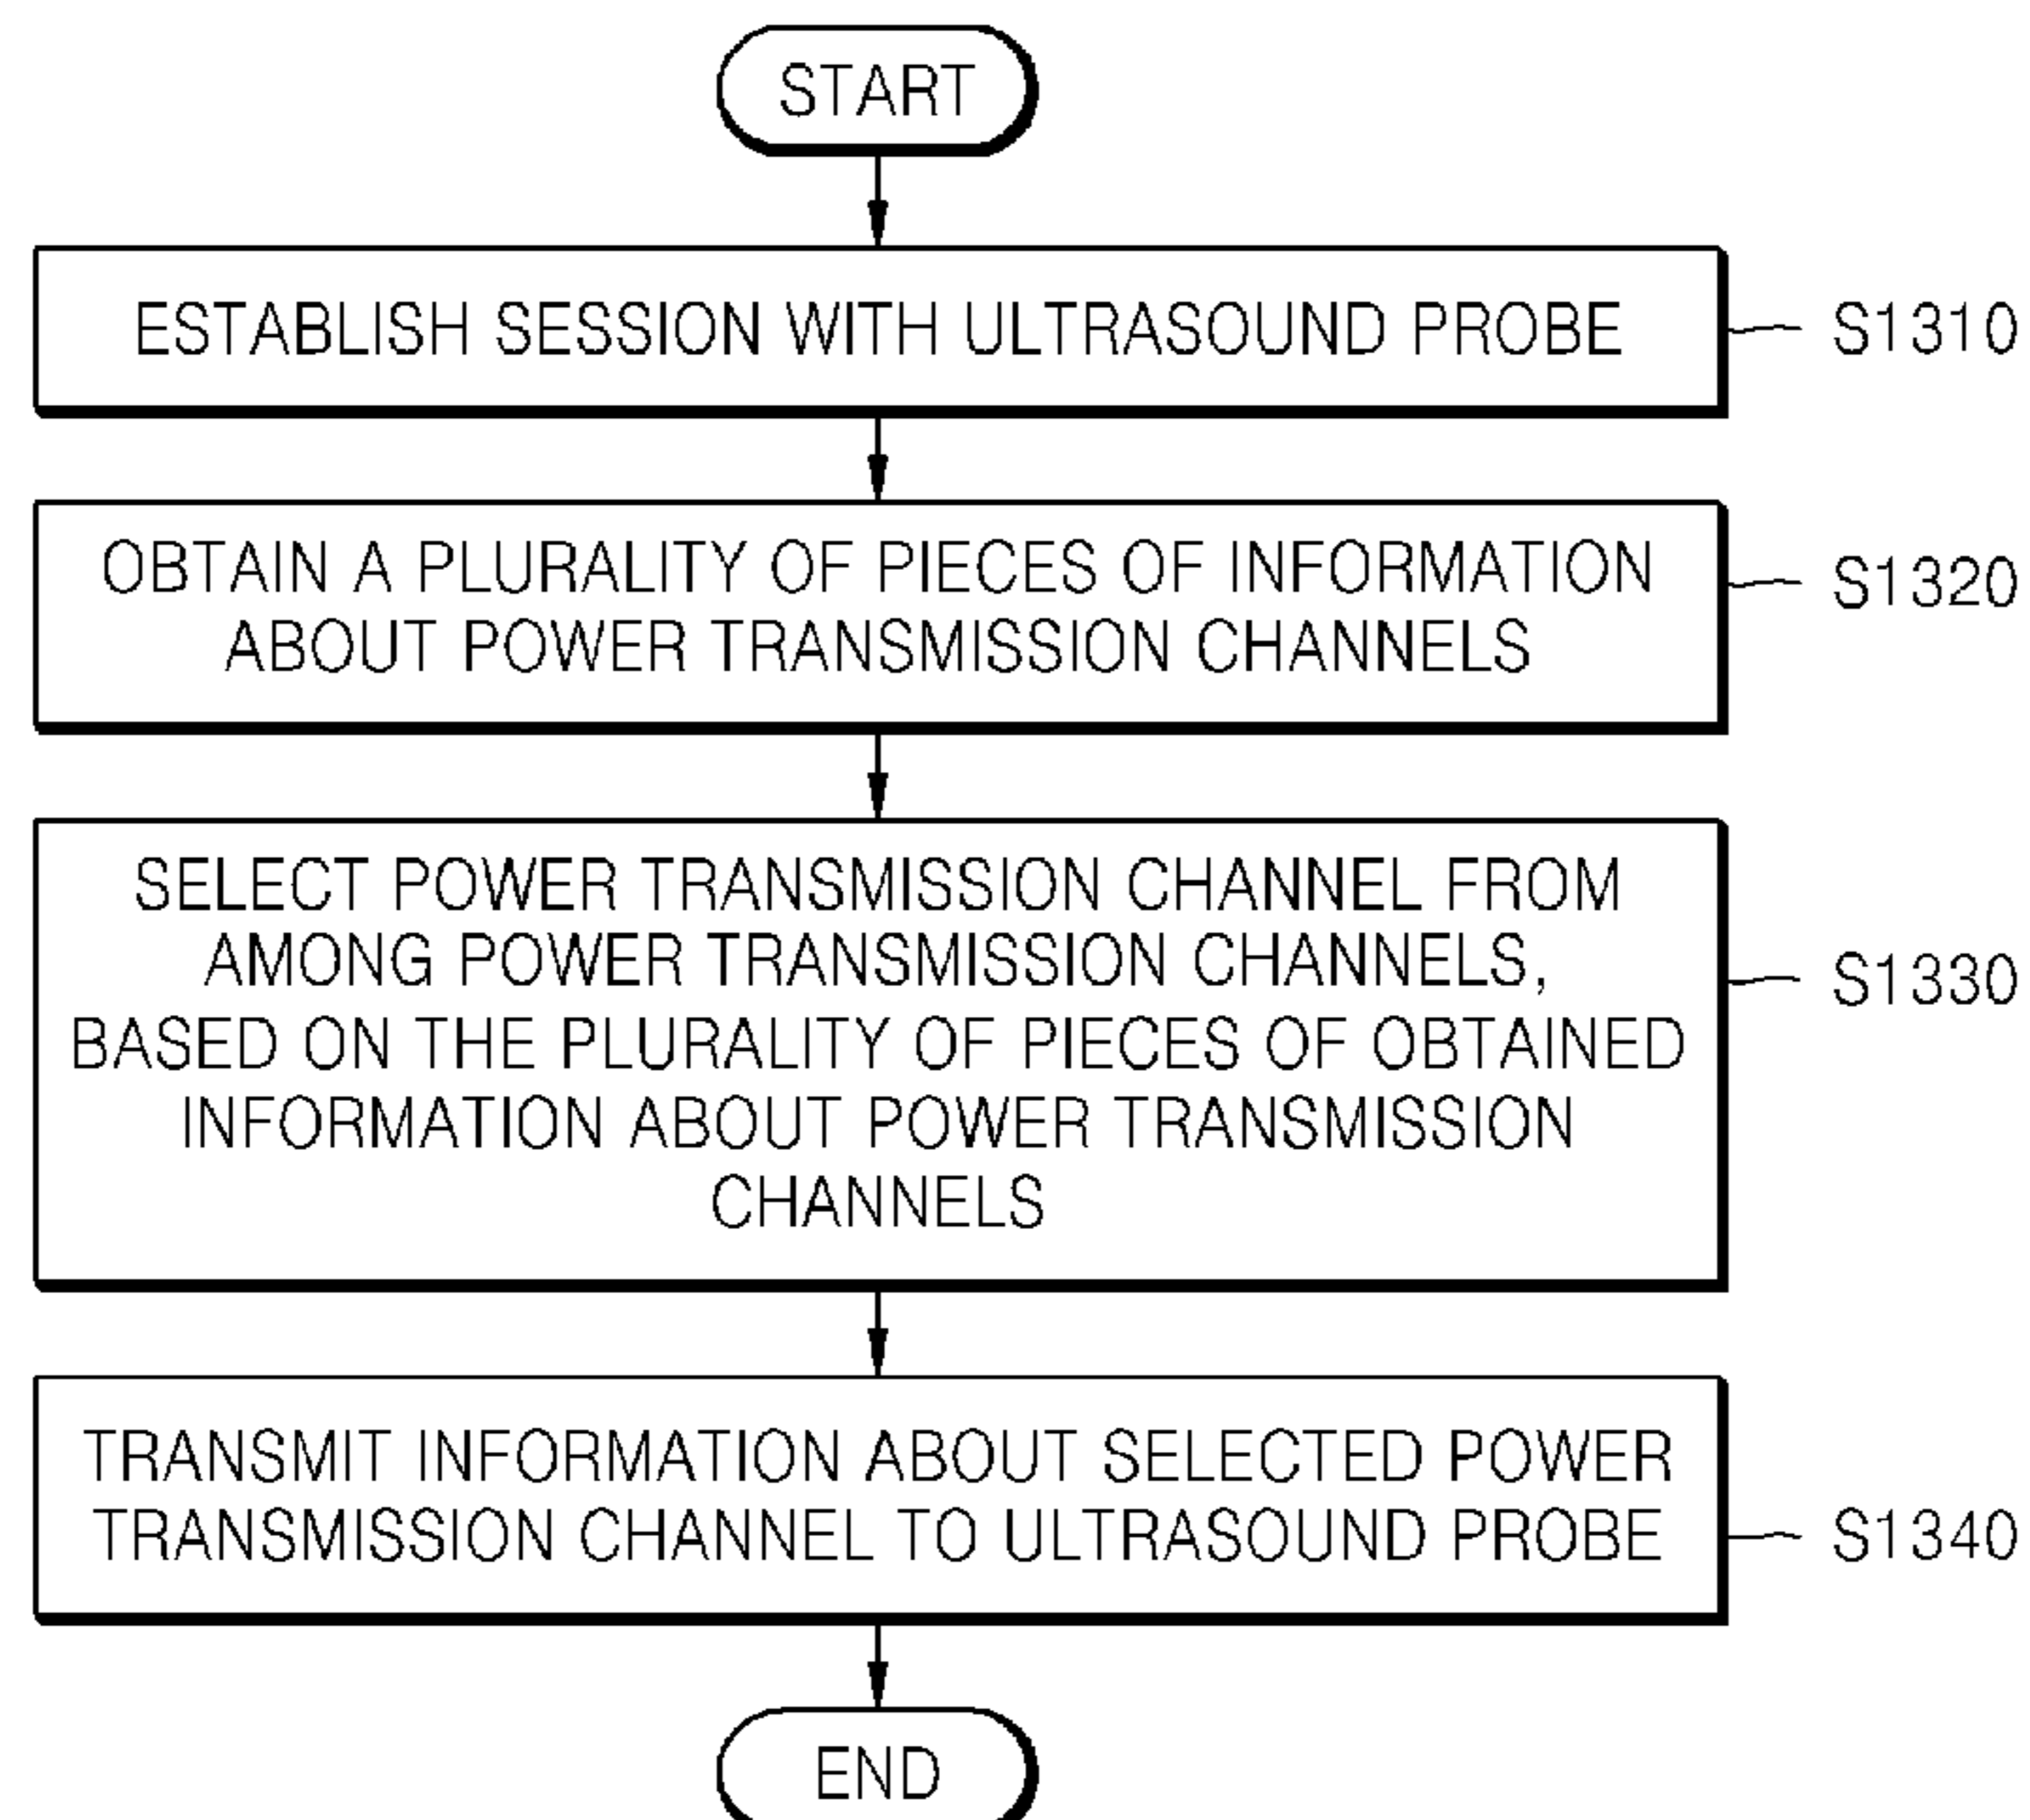 START
ESTABLISH SESSION WITH ULTRASOUND PROBE
S1310
OBTAIN A PLURALITY OF PIECES OF INFORMATION
ABOUT POWER TRANSMISSION CHANNELS
S1320
SELECT POWER TRANSMISSION CHANNEL FROM
AMONG POWER TRANSMISSION CHANNELS,
BASED ON THE PLURALITY OF PIECES OF OBTAINED
INFORMATION ABOUT POWER TRANSMISSION
CHANNELS
S1330
TRANSMIT INFORMATION ABOUT SELECTED POWER
TRANSMISSION CHANNEL TO ULTRASOUND PROBE
S1340
END